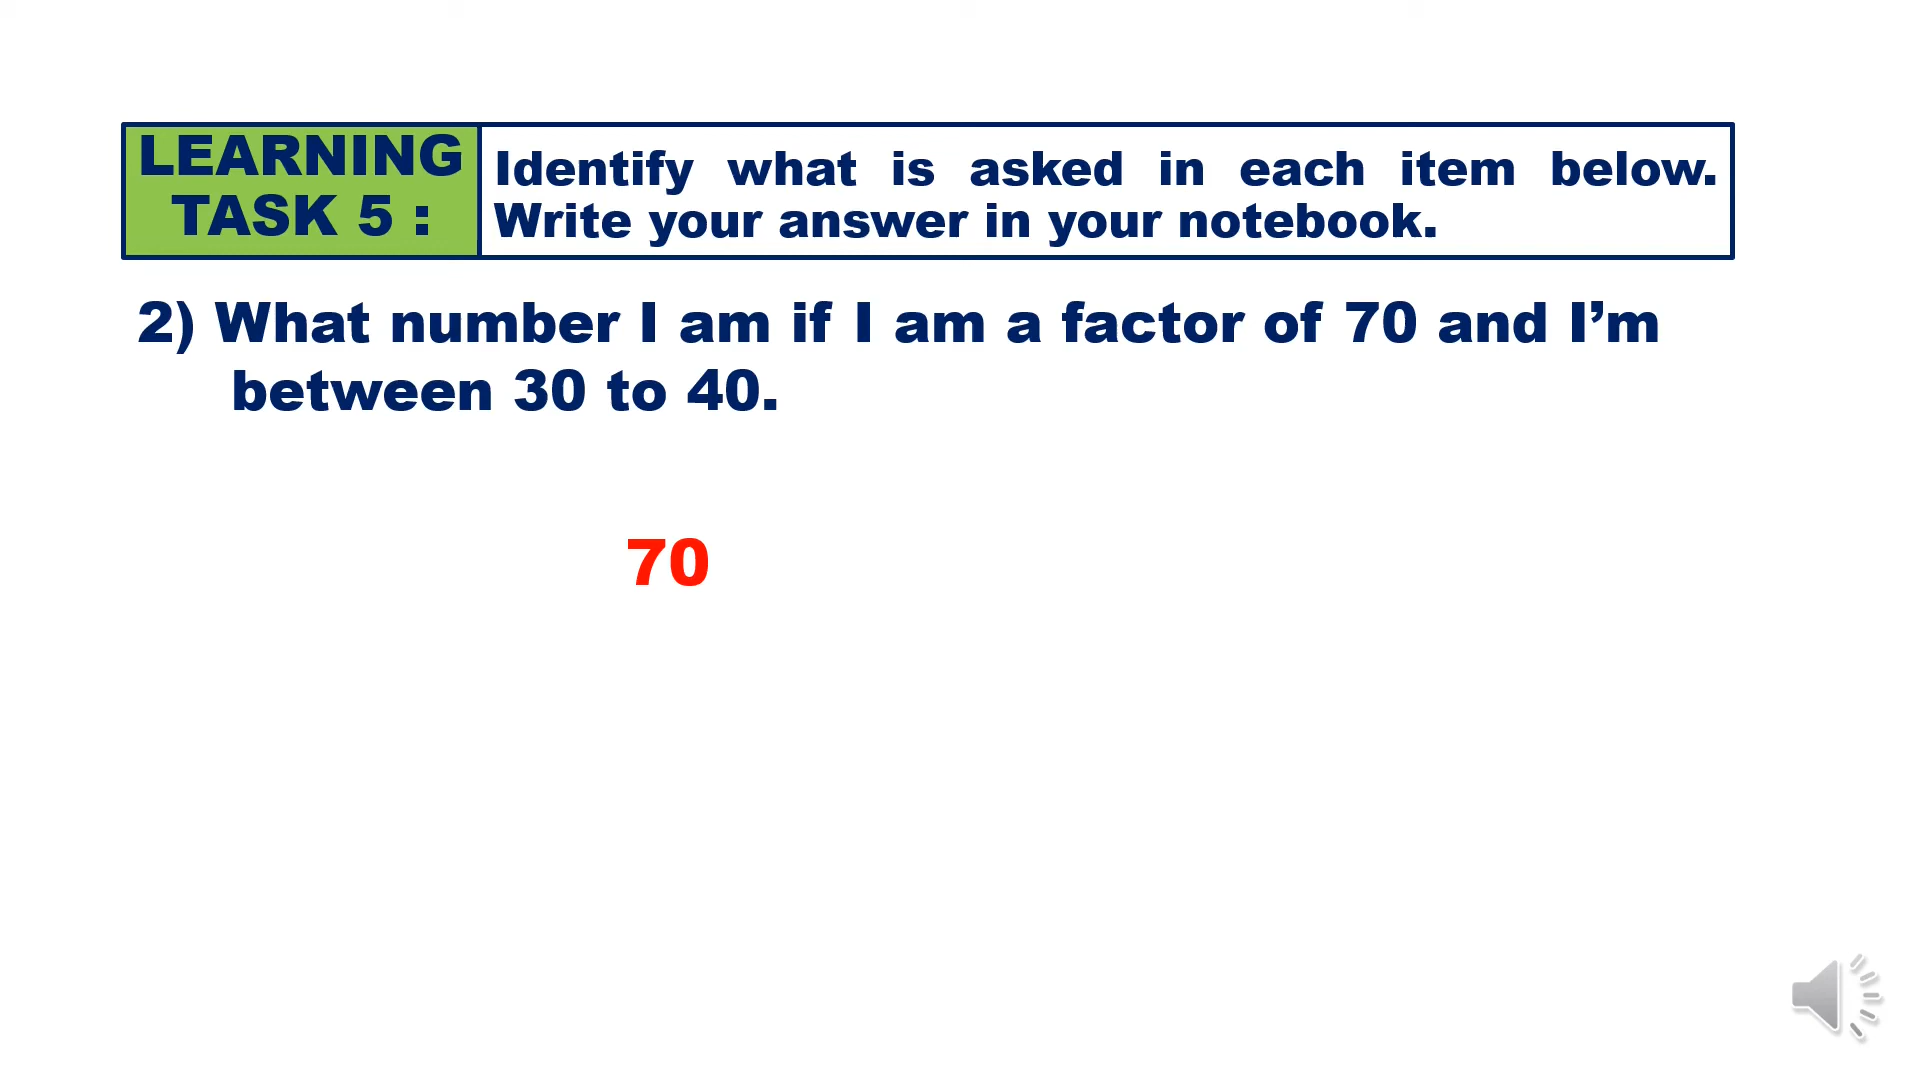 LEARNING
TASK 5 :
Identify what is asked in each item below.
Write your answer in your notebook.
2) What number I am if I am a factor of 70 and I’m
between 30 to 40.
70